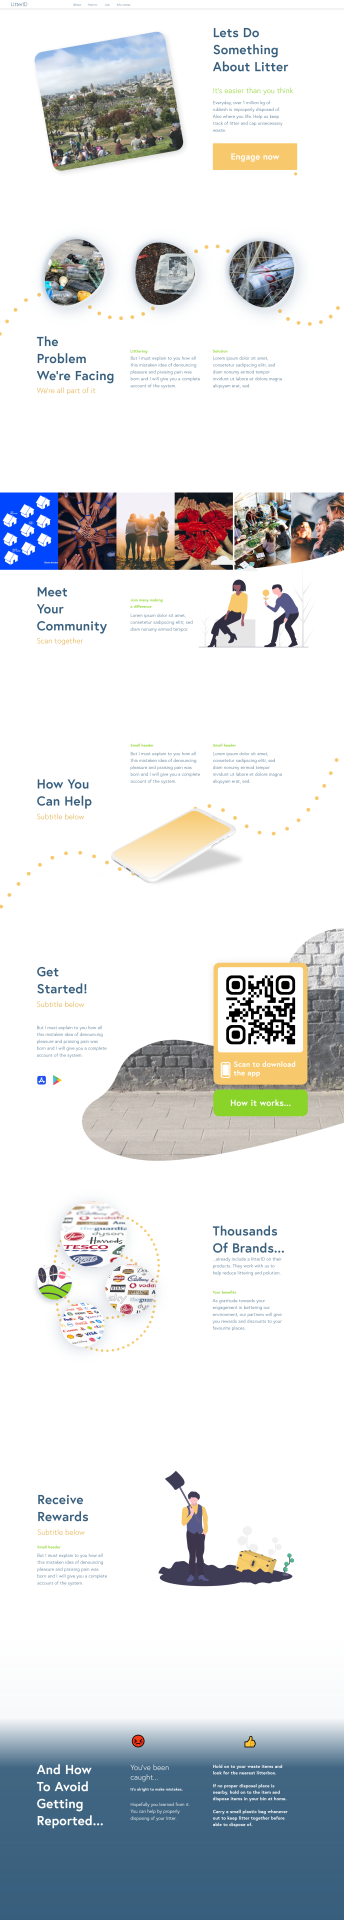 LitterID
Lets Do
Something
About Litter
It's easier than you think
Everyday, over 1 million kg of
rubbish is improperly disposed of.
Also where you life. Help us keep
track of litter and cap unnecessary
waste.
Engage now
The
Problem
We're Facing
We're all part of it
Littering
But I must explain to you how all
this mistaken idea of denouncing
pleasure and praising pain was
born and I will give you a complete
account of the system
Solution
Lorem ipsum dolor sit amet,
consetetur sadipscing elitr, sed
diam nonumy eirmod tempor
invidunt ut labore et dolore magna
aliquyam erat, sed
Meet
Your
Community
Scan together
Join many making
a difference
Lorem ipsum dolor sit amet,
consetetur sadipscing elitr, sed
diam nonumy eirmod tempor
Small header
But I must explain to you how all
this mistaken idea of denouncing
pleasure and praising pain was
born and I will give you a complete
account of the system
Small header
Lorem ipsum dolor sit amet,
consetetur sadipscing elitr, sed
diam nonumy eirmod tempor
invidunt ut labore et dolore magna
aliquyam erat, sed
How You
Can Help
Subtitle below
Get
Started!
Subtitle below
But I must explain to you how all
this mistaken idea of denouncing
pleasure and praising pain was
born and I will give you a complete
account of the system
Scan to download
the app
How it works...
Thousands
Of Brands...
...already include a litterID on their
products. They work with us to
help reduce littering and pollution
Your benefits
As gratitude towards your
engagement in bettering our
environment, our partners will give
you rewards and discounts to your
favourite places.
the guardian
dyson
Harrods
TESCO
Cadbury
vodafone
sky
VISA
Receive
Rewards
Subtitle below
Small header
But I must explain to you how all
this mistaken idea of denouncing
pleasure and praising pain was
born and I will give you a complete
account of the system
And How
To Avoid
Getting
Reported...
You've been
caught...
It's alright to make mistakes.
Hopefully you learned from it.
You can help by properly
disposing of your litter
Hold on to your waste items and
look for the nearest litterbox.
If no proper disposal place is
nearby, hold on to the item and
dispose items in your bin at home.
Carry a small plastic bag whenever
out to keep litter together before
able to dispose of.